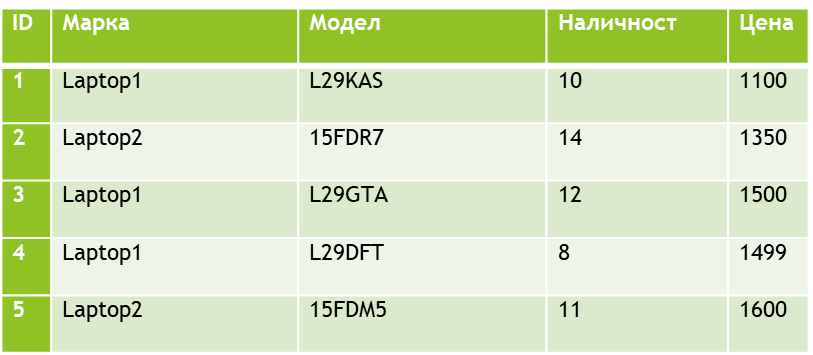 ID Марка Модел Наличност Цена
1 Laptop1 L29KAS 10 1100
2 Laptop2 15FDR7 14 1350
3 Laptop1 L29GTA 12 1500
4 Laptop1 L29DFT 8 1499
5 Laptop2 15FDM5 11 1600